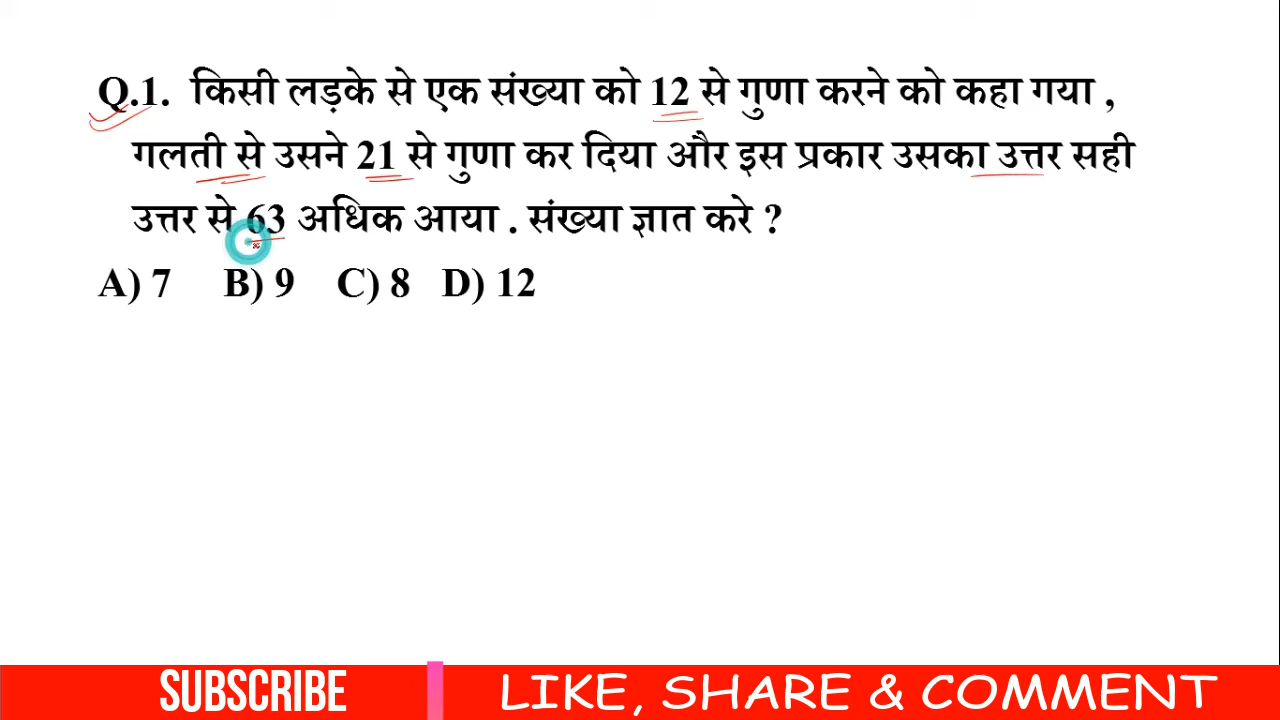 Q.1. किसी लड़के से एक संख्या को 12 से गुणा करने को कहा गया ,
गलती से उसने 21 से गुणा कर दिया और इस प्रकार उसका उत्तर सही
उत्तर से 63 अधिक आया . संख्या ज्ञात करे ?
A) 7 B) 9 C) 8 D) 12
SUBSCRIBE LIKE, SHARE & COMMENT